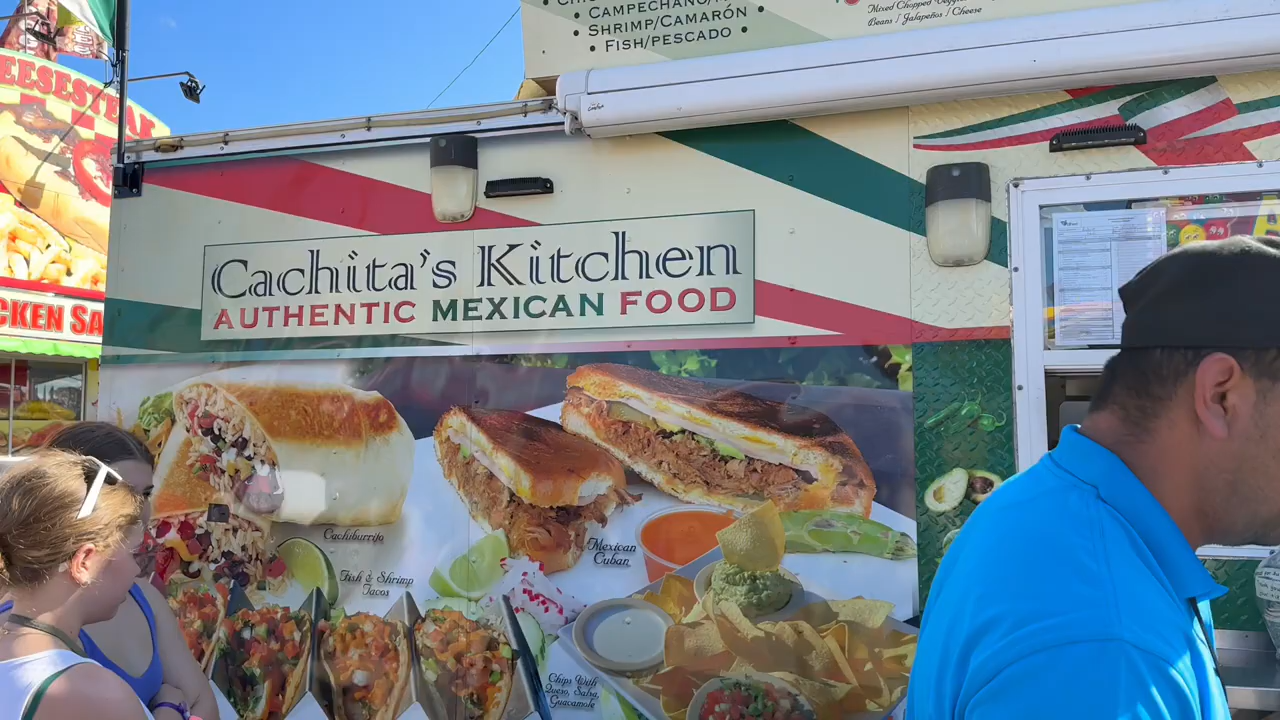 • CAMPECHANO/
• SHRIMP/CAMARÓN •
• FISH/PESCADO •
Mixed Chopped
Beans / Jalapeños / Cheese
EESESTEAK
CKEN SA
Cachita's Kitchen
AUTHENTIC MEXICAN FOOD
Cachiburrito
Fish & Shrimp
Tacos
Mexican
Cuban
Chips With
Queso, Salsa,
Guacamole